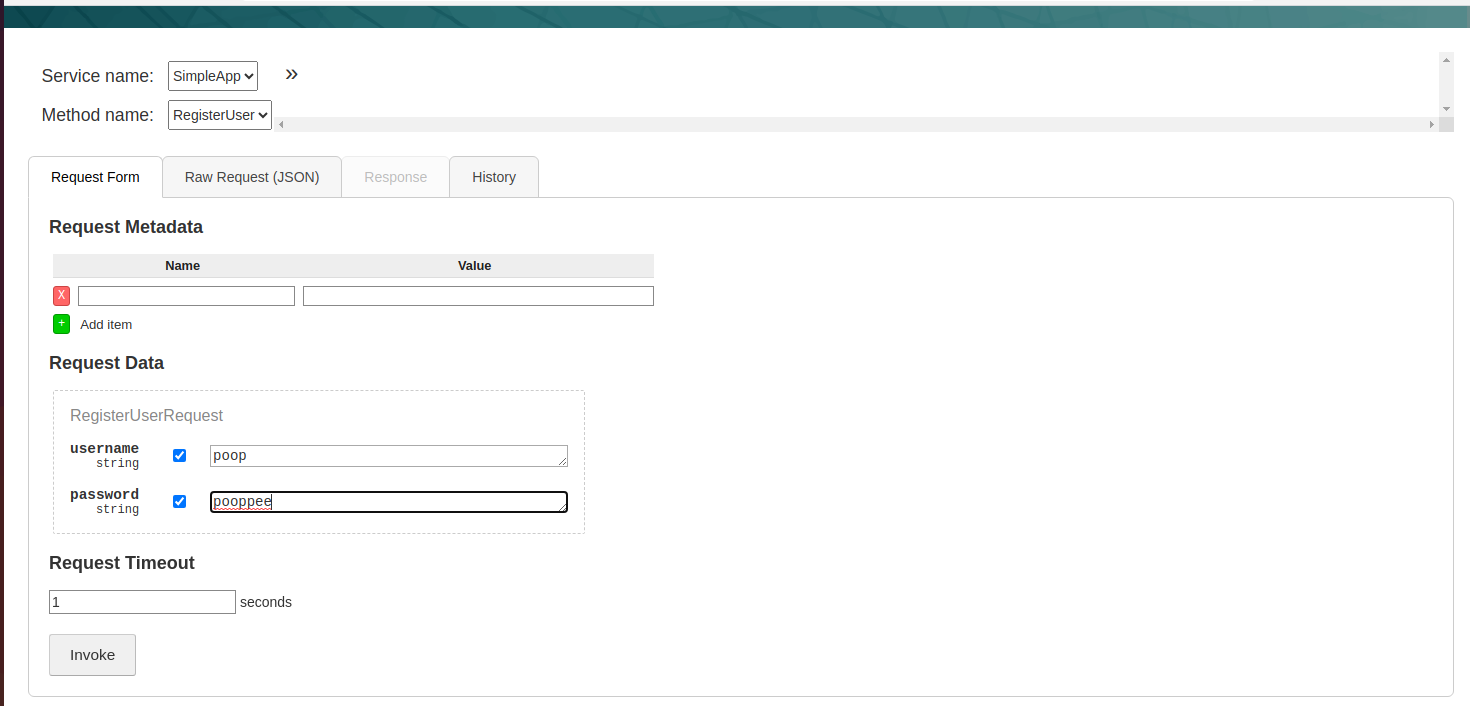 Service name: SimpleApp »
Method name: RegisterUser
Request Form Raw Request (JSON) Response History
Request Metadata
Name Value
X
+ Add item
Request Data
RegisterUserRequest
username poop
string
password pooppee
string
Request Timeout
1 seconds
Invoke